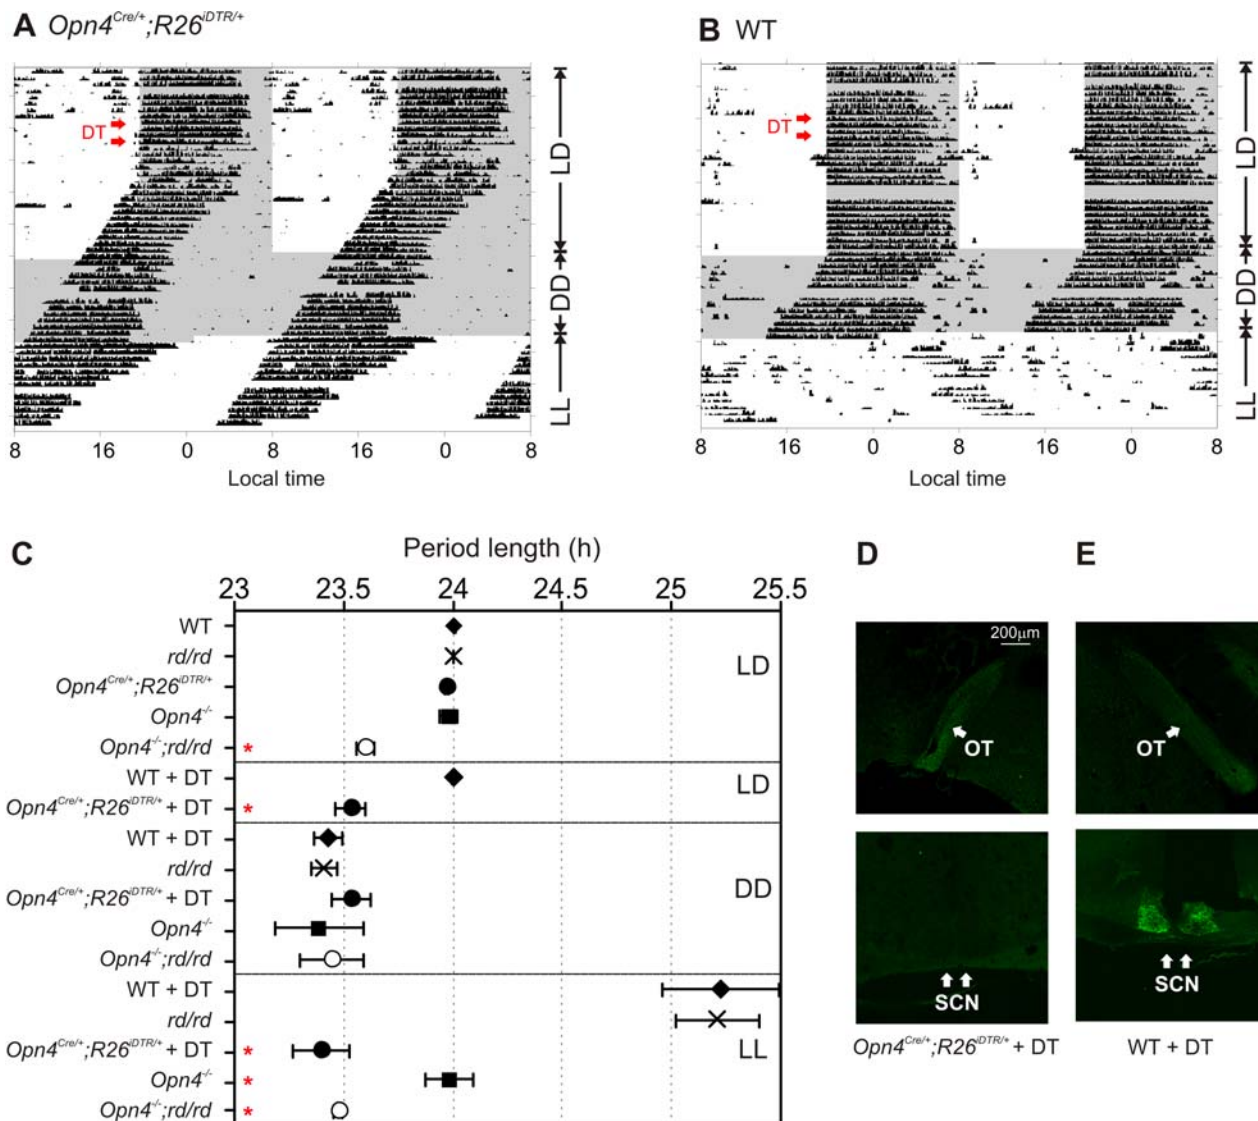 A Opn4Cre/+;R26iDTR/+
DT
LD
DD
LL
8 16 0 8 16 0 8
Local time
B WT
DT
LD
DD
LL
8 16 0 8 16 0 8
Local time
C
Period length (h)
23 23.5 24 24.5 25 25.5
WT
rd/rd
LD
Opn4Cre/+;R26iDTR/+
Opn4-/-
Opn4-/-;rd/rd *
WT + DT
LD
Opn4Cre/+;R26iDTR/+ + DT *
WT + DT
rd/rd
DD
Opn4Cre/+;R26iDTR/+ + DT
Opn4-/-
Opn4-/-;rd/rd
WT + DT
rd/rd
Opn4Cre/+;R26iDTR/+ + DT *
LL
Opn4-/- *
Opn4-/-;rd/rd *
D
200µm
OT
SCN
Opn4Cre/+;R26iDTR/+ + DT
E
OT
SCN
WT + DT